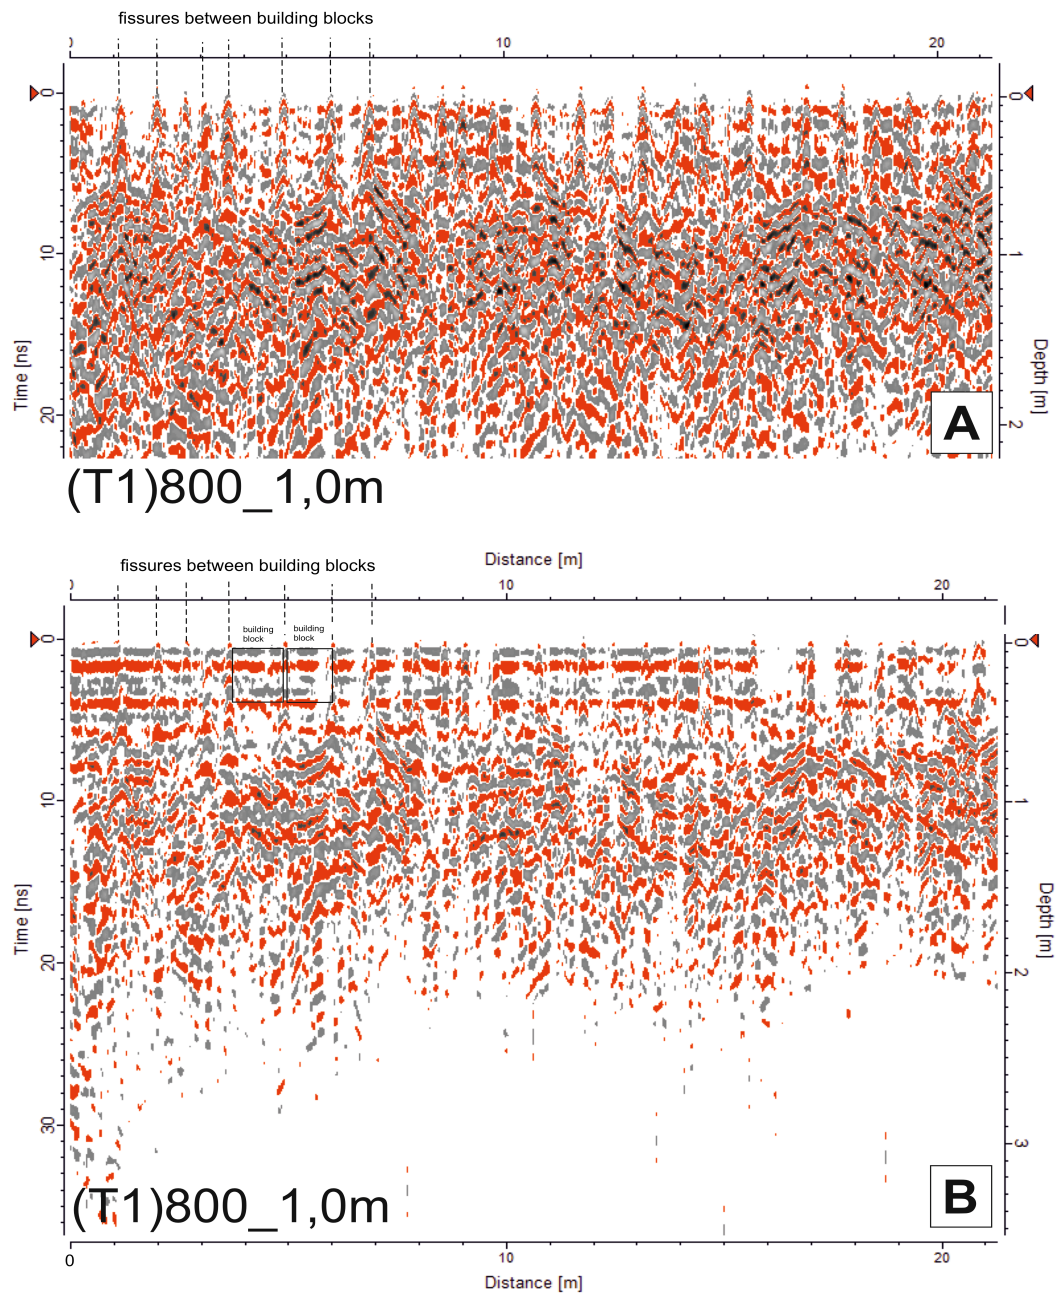 fissures between building blocks
0 10 20
0
0
10
1
Time [ns]
Depth [m]
20
2
A
(T1)800_1,0m
Distance [m]
fissures between building blocks
0 10 20
building block
building block
0
0
10
1
Time [ns]
Depth [m]
20
2
30
3
(T1)800_1,0m
B
0 10 20
Distance [m]